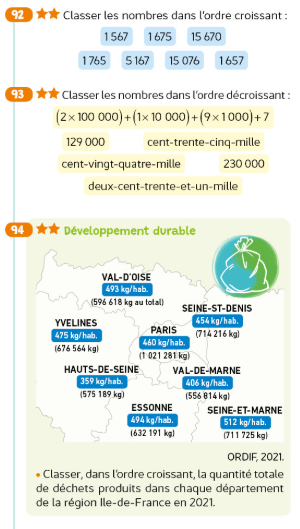 92 ★★ Classer les nombres dans l'ordre croissant :
1 567 1 675 15 670
1 765 5 167 15 076 1 657
93 ★★ Classer les nombres dans l'ordre décroissant :
(2 × 100 000) + (1 × 10 000) + (9 × 1 000) + 7
129 000 cent-trente-cinq-mille
cent-vingt-quatre-mille 230 000
deux-cent-trente-et-un-mille
94 ★★ Développement durable
VAL-D'OISE
493 kg/hab.
(596 618 kg au total)
SEINE-ST-DENIS
454 kg/hab.
(714 216 kg)
YVELINES
475 kg/hab.
(676 564 kg)
PARIS
460 kg/hab.
(1 021 281 kg)
HAUTS-DE-SEINE
359 kg/hab.
(575 189 kg)
VAL-DE-MARNE
406 kg/hab.
(556 814 kg)
ESSONNE
494 kg/hab.
(632 191 kg)
SEINE-ET-MARNE
512 kg/hab.
(711 725 kg)
ORDIF, 2021.
• Classer, dans l'ordre croissant, la quantité totale
de déchets produits dans chaque département
de la région Ile-de-France en 2021.